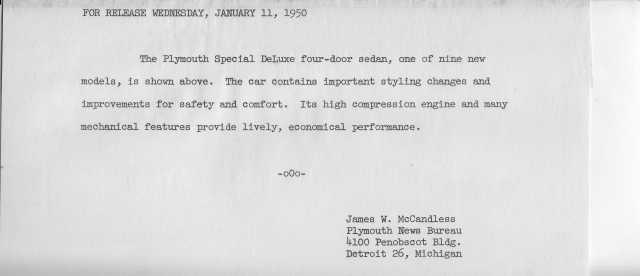 FOR RELEASE WEDNESDAY, JANUARY 11, 1950
The Plymouth Special DeLuxe four-door sedan, one of nine new
models, is shown above. The car contains important styling changes and
improvements for safety and comfort. Its high compression engine and many
mechanical features provide lively, economical performance.
-oOo-
James W. McCandless
Plymouth News Bureau
4100 Penobscot Bldg.
Detroit 26, Michigan